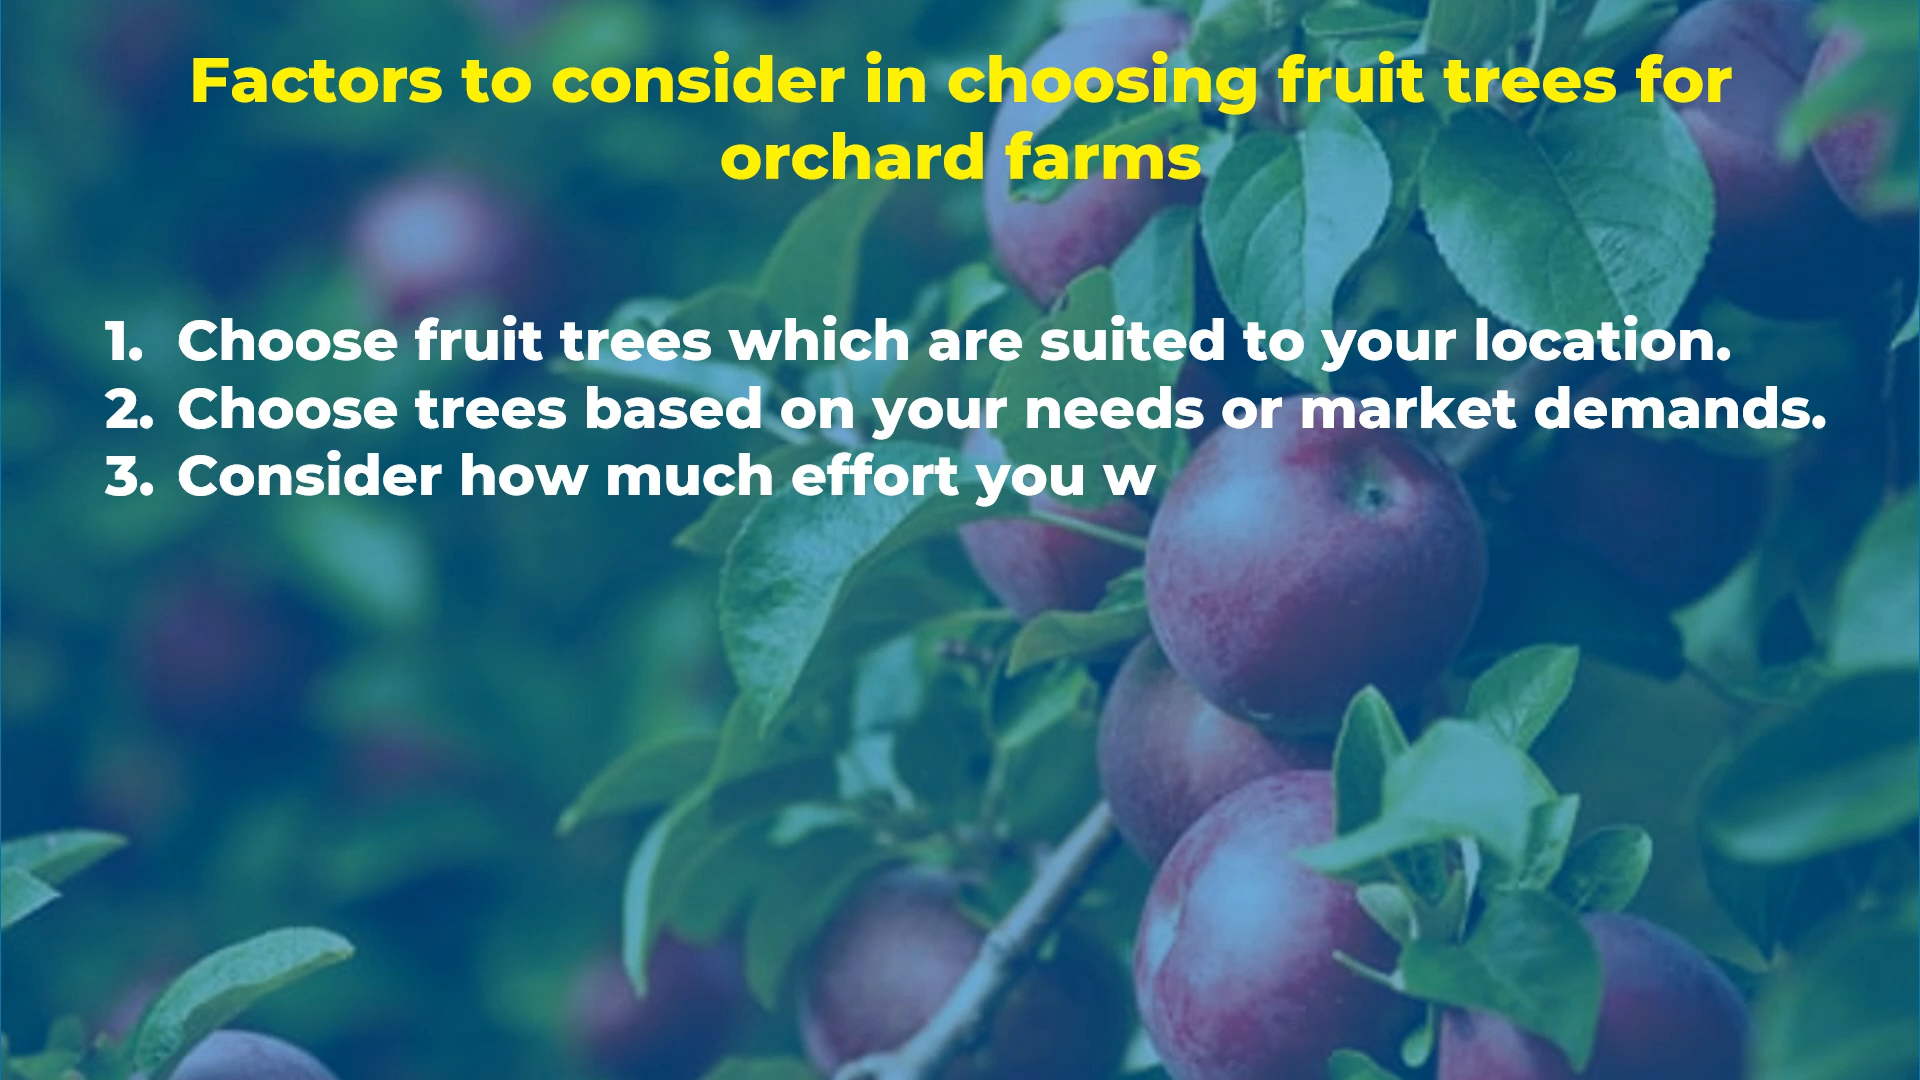 Factors to consider in choosing fruit trees for
orchard farms
1. Choose fruit trees which are suited to your location.
2. Choose trees based on your needs or market demands.
3. Consider how much effort you w